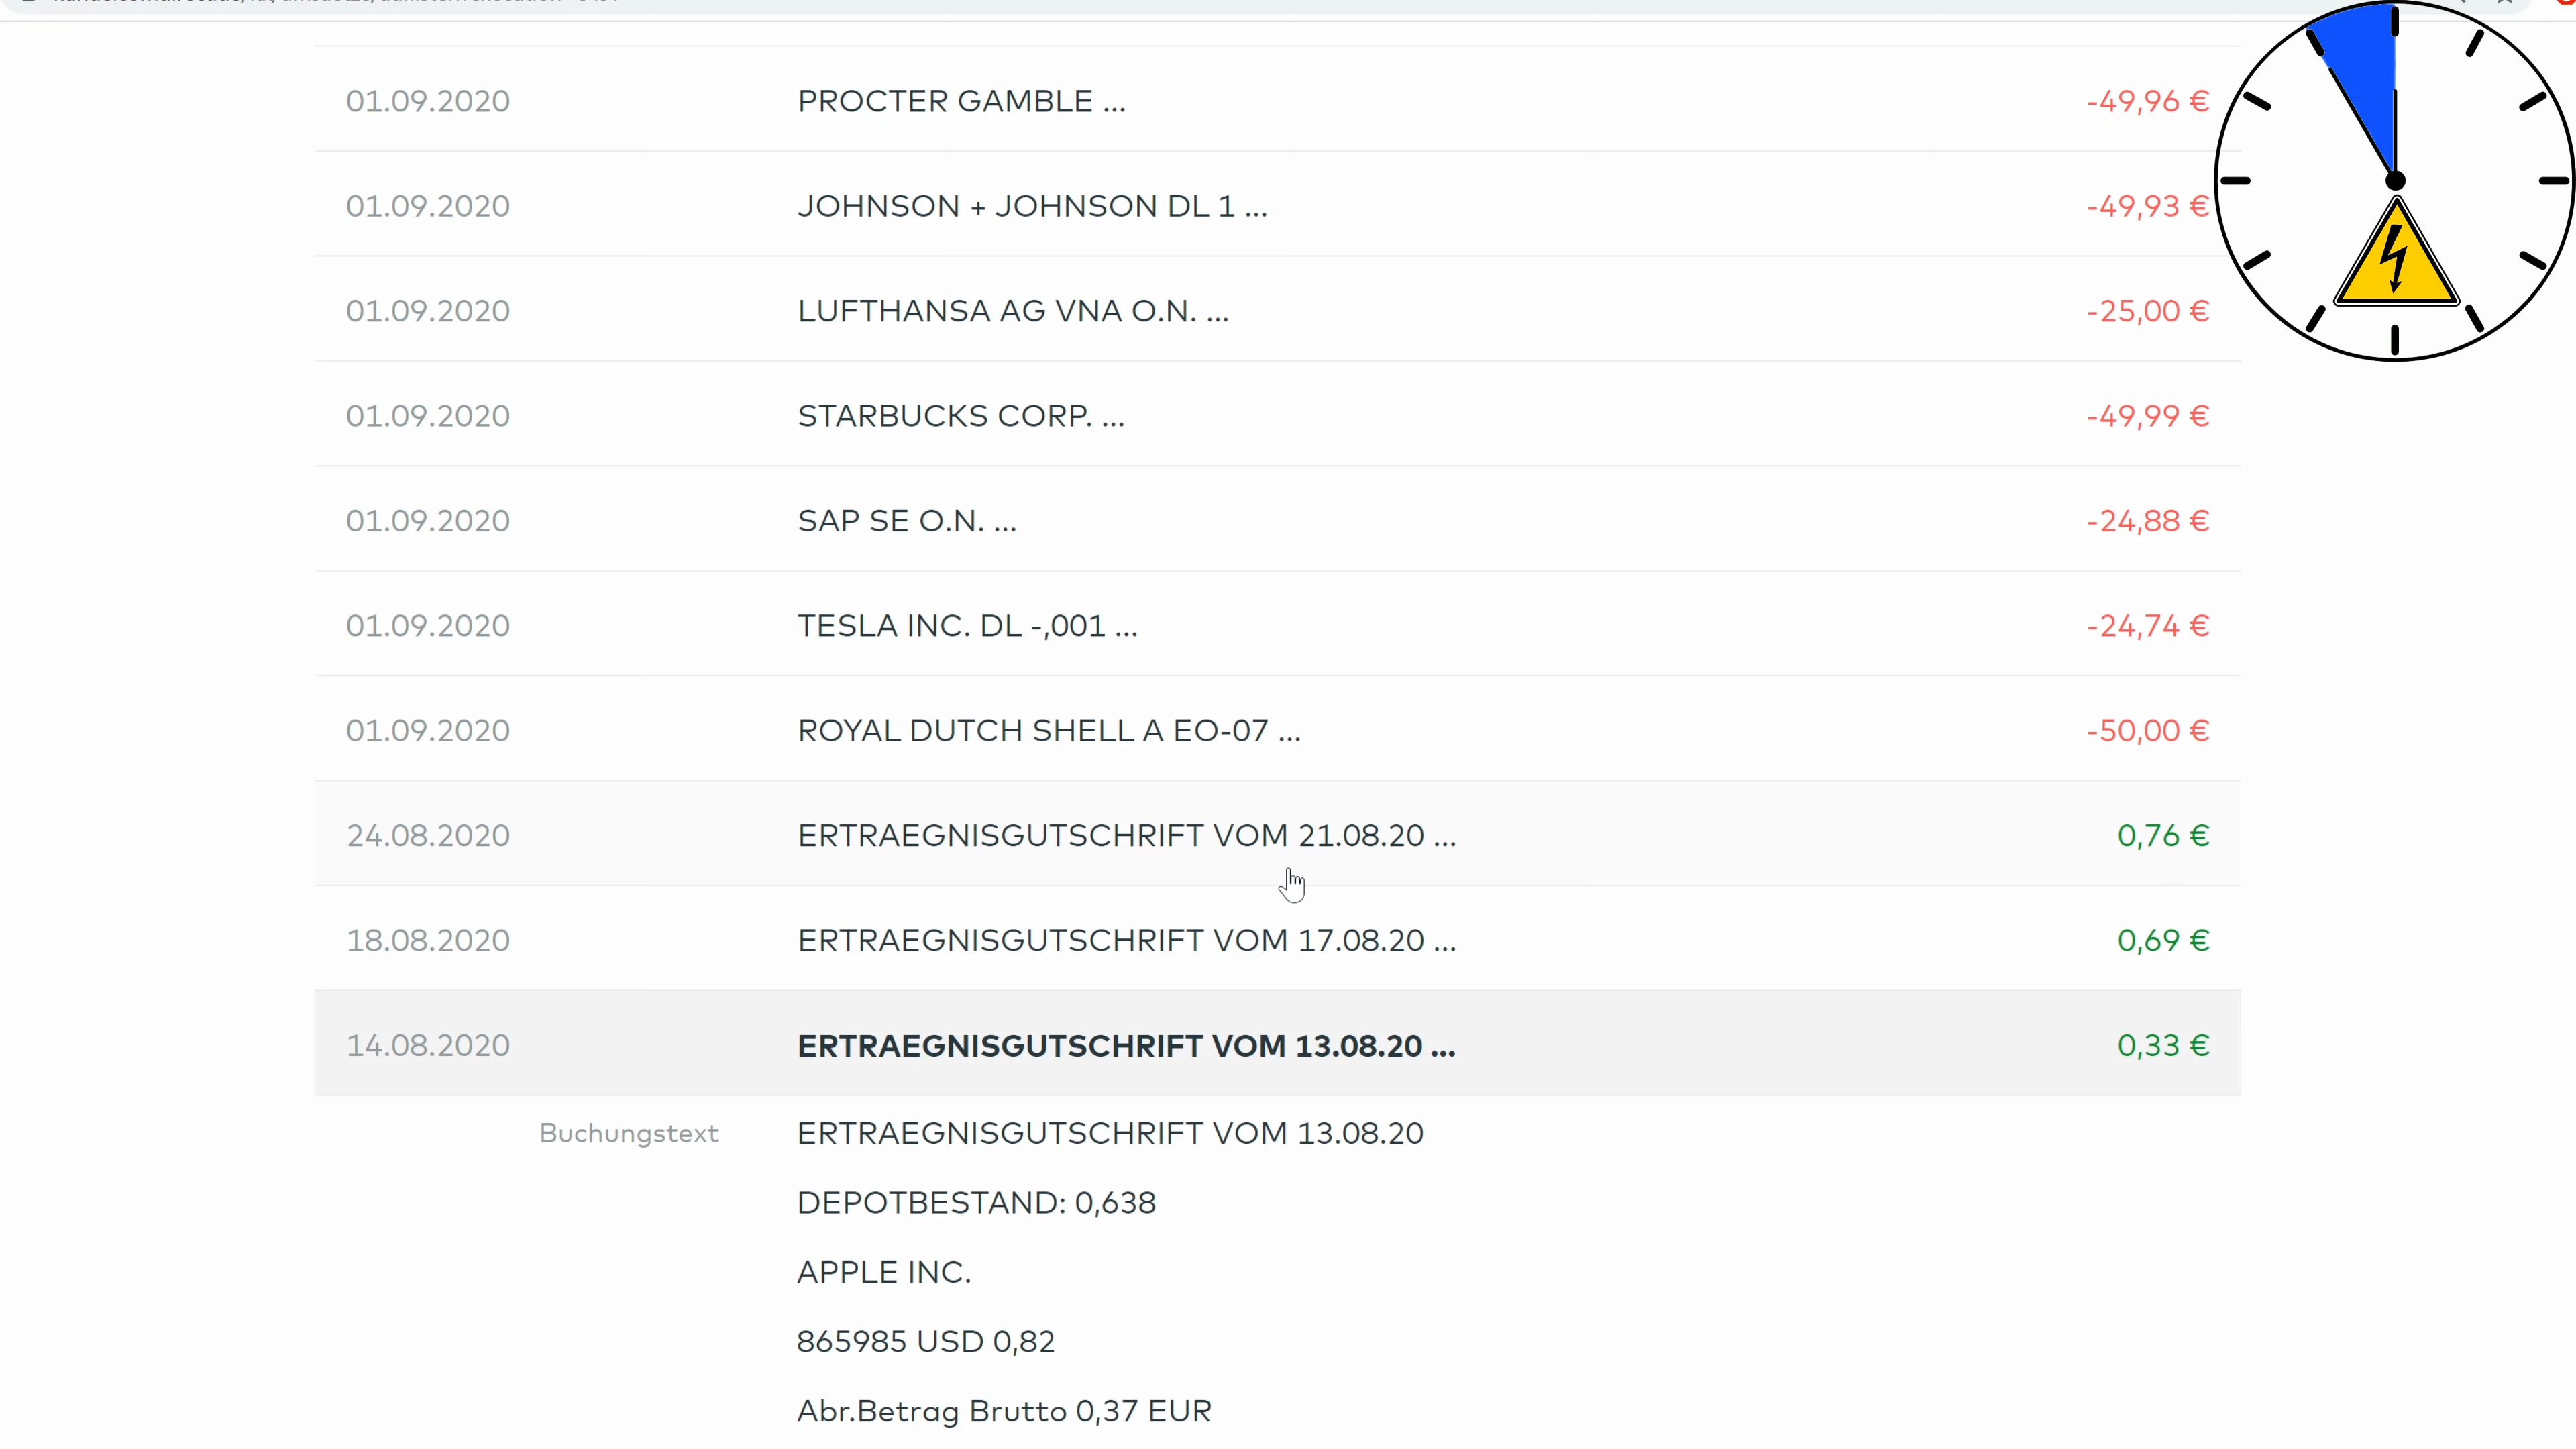 01.09.2020 PROCTER GAMBLE ... -49,96 €
01.09.2020 JOHNSON + JOHNSON DL 1 ... -49,93 €
01.09.2020 LUFTHANSA AG VNA O.N. ... -25,00 €
01.09.2020 STARBUCKS CORP. ... -49,99 €
01.09.2020 SAP SE O.N. ... -24,88 €
01.09.2020 TESLA INC. DL -,001 ... -24,74 €
01.09.2020 ROYAL DUTCH SHELL A EO-07 ... -50,00 €
24.08.2020 ERTRAEGNISGUTSCHRIFT VOM 21.08.20 ... 0,76 €
18.08.2020 ERTRAEGNISGUTSCHRIFT VOM 17.08.20 ... 0,69 €
14.08.2020 ERTRAEGNISGUTSCHRIFT VOM 13.08.20 ... 0,33 €
Buchungstext ERTRAEGNISGUTSCHRIFT VOM 13.08.20
DEPOTBESTAND: 0,638
APPLE INC.
865985 USD 0,82
Abr.Betrag Brutto 0,37 EUR